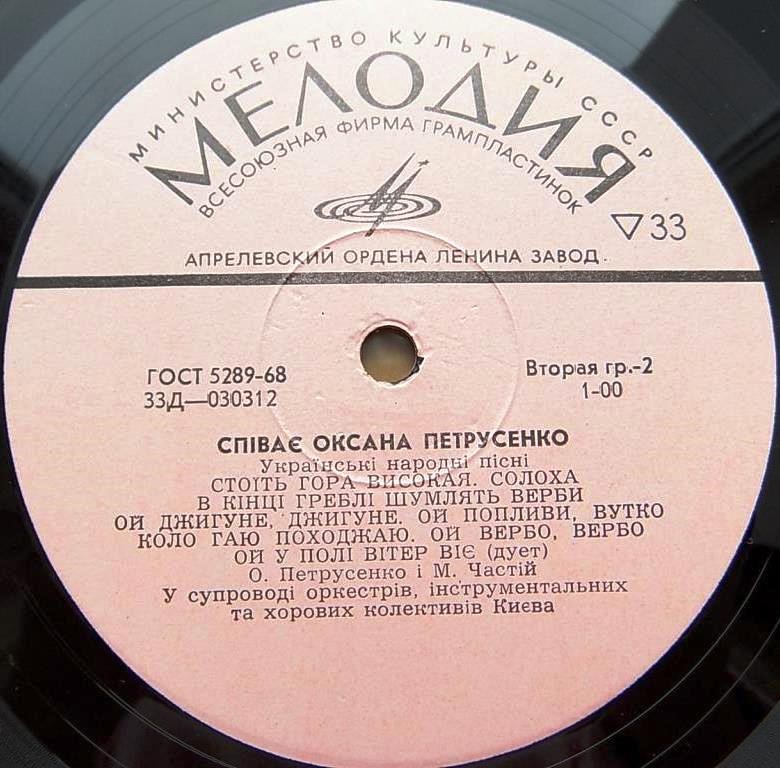 МИНИСТЕРСТВО КУЛЬТУРЫ СССР
МЕЛОДИЯ
ВСЕСОЮЗНАЯ ФИРМА ГРАМПЛАСТИНОК
33
АПРЕЛЕВСКИЙ ОРДЕНА ЛЕНИНА ЗАВОД.
ГОСТ 5289-68
33Д—030312
Вторая гр.-2
1-00
СПІВАЄ ОКСАНА ПЕТРУСЕНКО
Українські народні пісні
СТОЇТЬ ГОРА ВИСОКАЯ. СОЛОХА
В КІНЦІ ГРЕБЛІ ШУМЛЯТЬ ВЕРБИ
ОЙ ДЖИГУНЕ, ДЖИГУНЕ. ОЙ ПОПЛИВИ, ВУТКО
КОЛО ГАЮ ПОХОДЖАЮ. ОЙ ВЕРБО, ВЕРБО
ОЙ У ПОЛІ ВІТЕР ВІЄ (дует)
О. Петрусенко і М. Частій
У супроводі оркестрів, інструментальних
та хорових колективів Києва